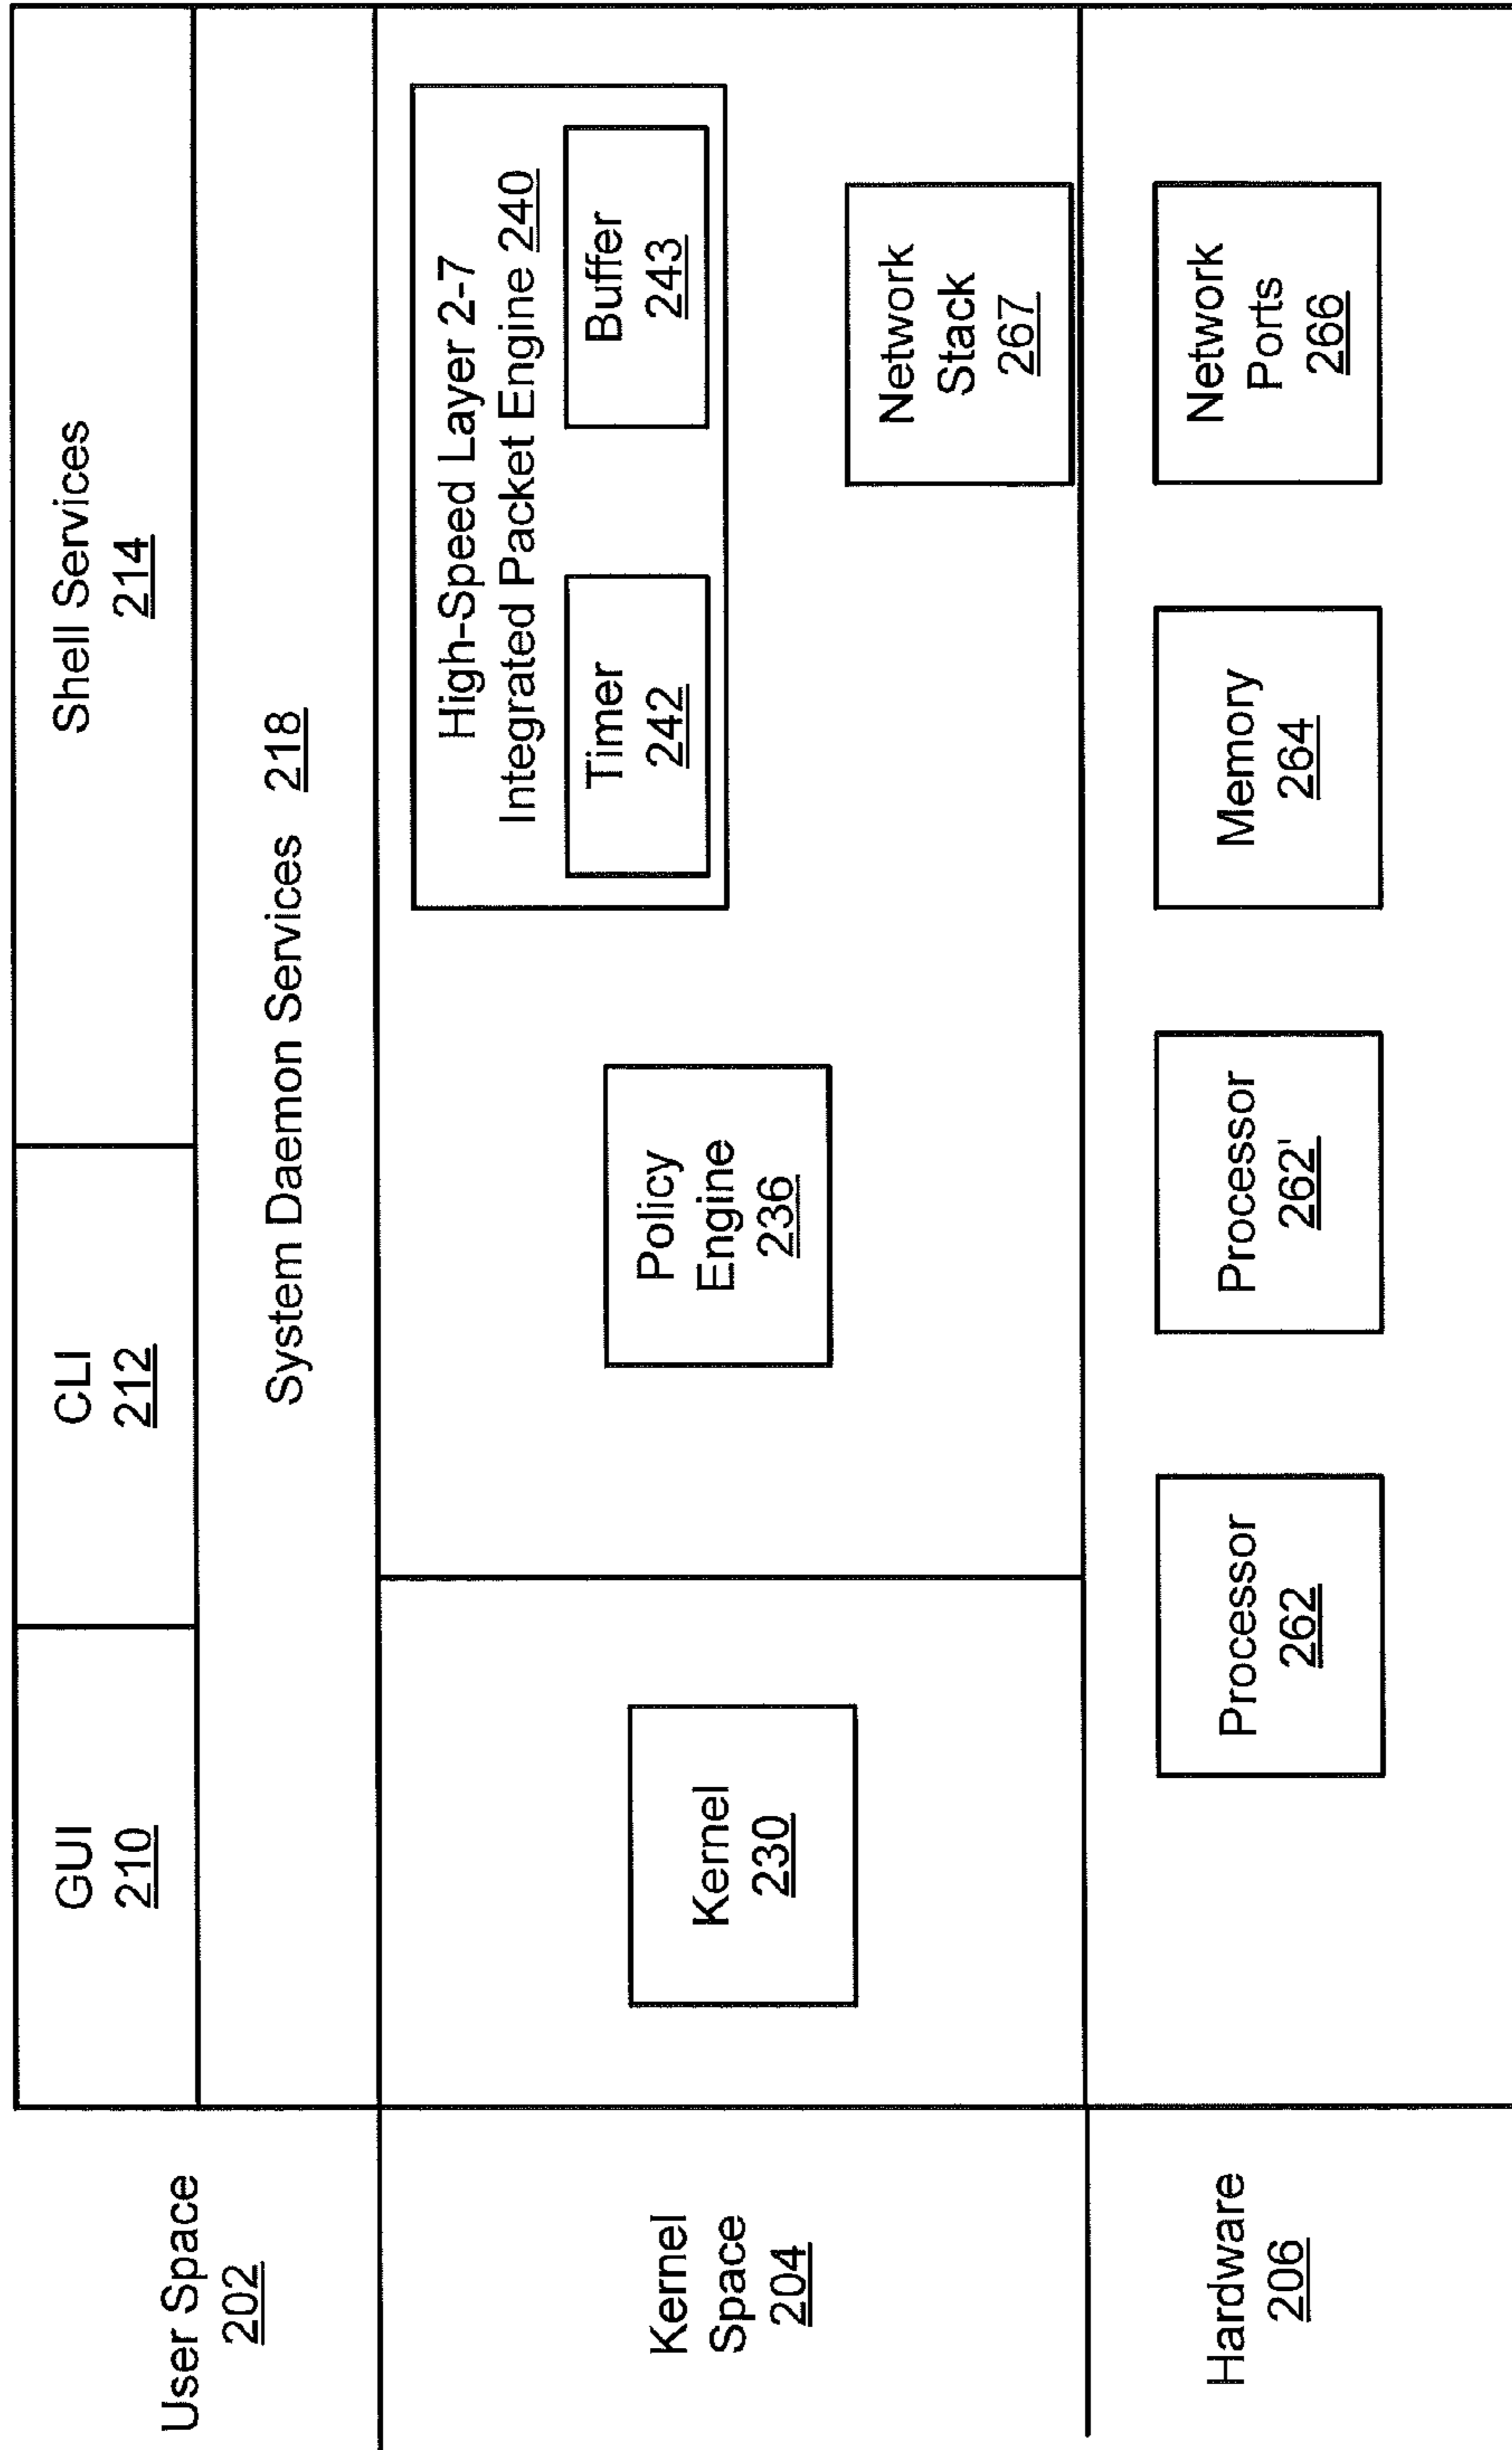 User Space
202
GUI
210
CLI
212
Shell Services
214
System Daemon Services 218
Kernel
Space
204
Kernel
230
Policy
Engine
236
High-Speed Layer 2-7
Integrated Packet Engine 240
Timer
242
Buffer
243
Network
Stack
267
Hardware
206
Processor
262
Processor
262'
Memory
264
Network
Ports
266